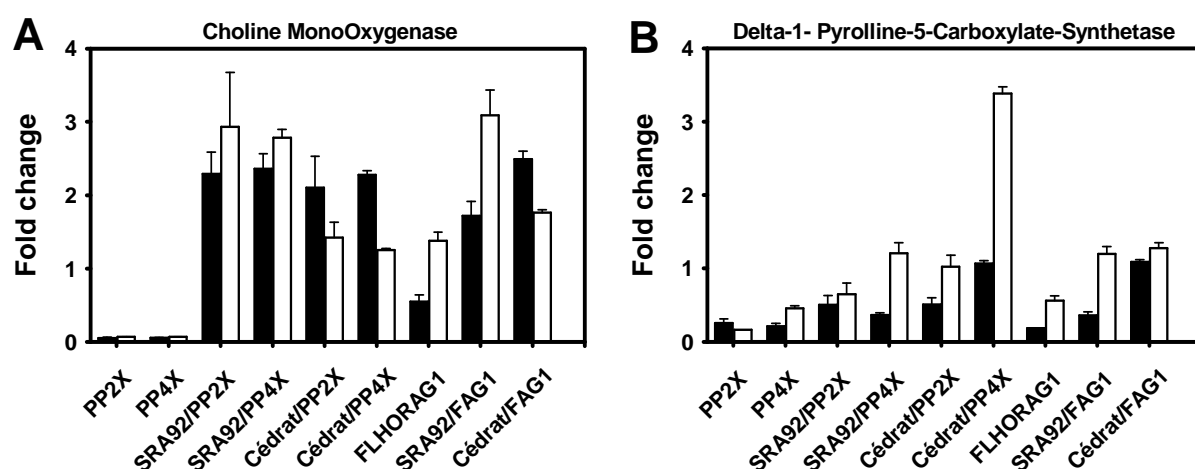 A
Choline MonoOxygenase
Fold change
4
3
2
1
0
PP2X
PP4X
SRA92/PP2X
SRA92/PP4X
Cédrat/PP2X
Cédrat/PP4X
FLHORAG1
SRA92/FAG1
Cédrat/FAG1
B
Delta-1- Pyrolline-5-Carboxylate-Synthetase
Fold change
4
3
2
1
0
PP2X
PP4X
SRA92/PP2X
SRA92/PP4X
Cédrat/PP2X
Cédrat/PP4X
FLHORAG1
SRA92/FAG1
Cédrat/FAG1